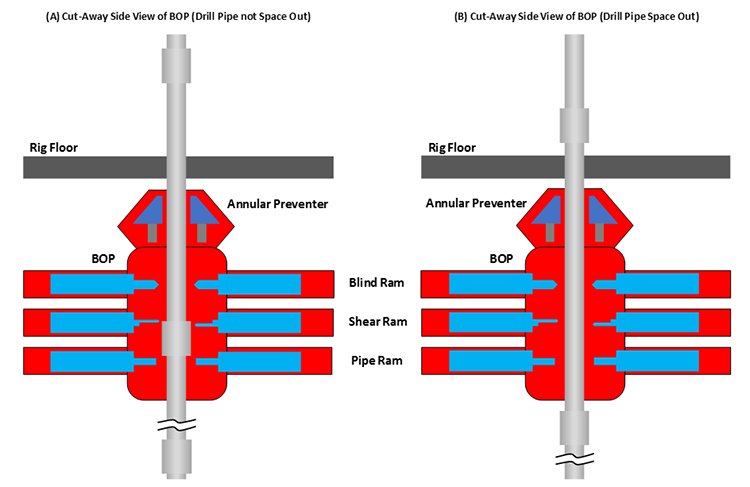 (A) Cut-Away Side View of BOP (Drill Pipe not Space Out)
(B) Cut-Away Side View of BOP (Drill Pipe Space Out)
Rig Floor
Rig Floor
Annular Preventer
Annular Preventer
BOP
BOP
Blind Ram
Shear Ram
Pipe Ram